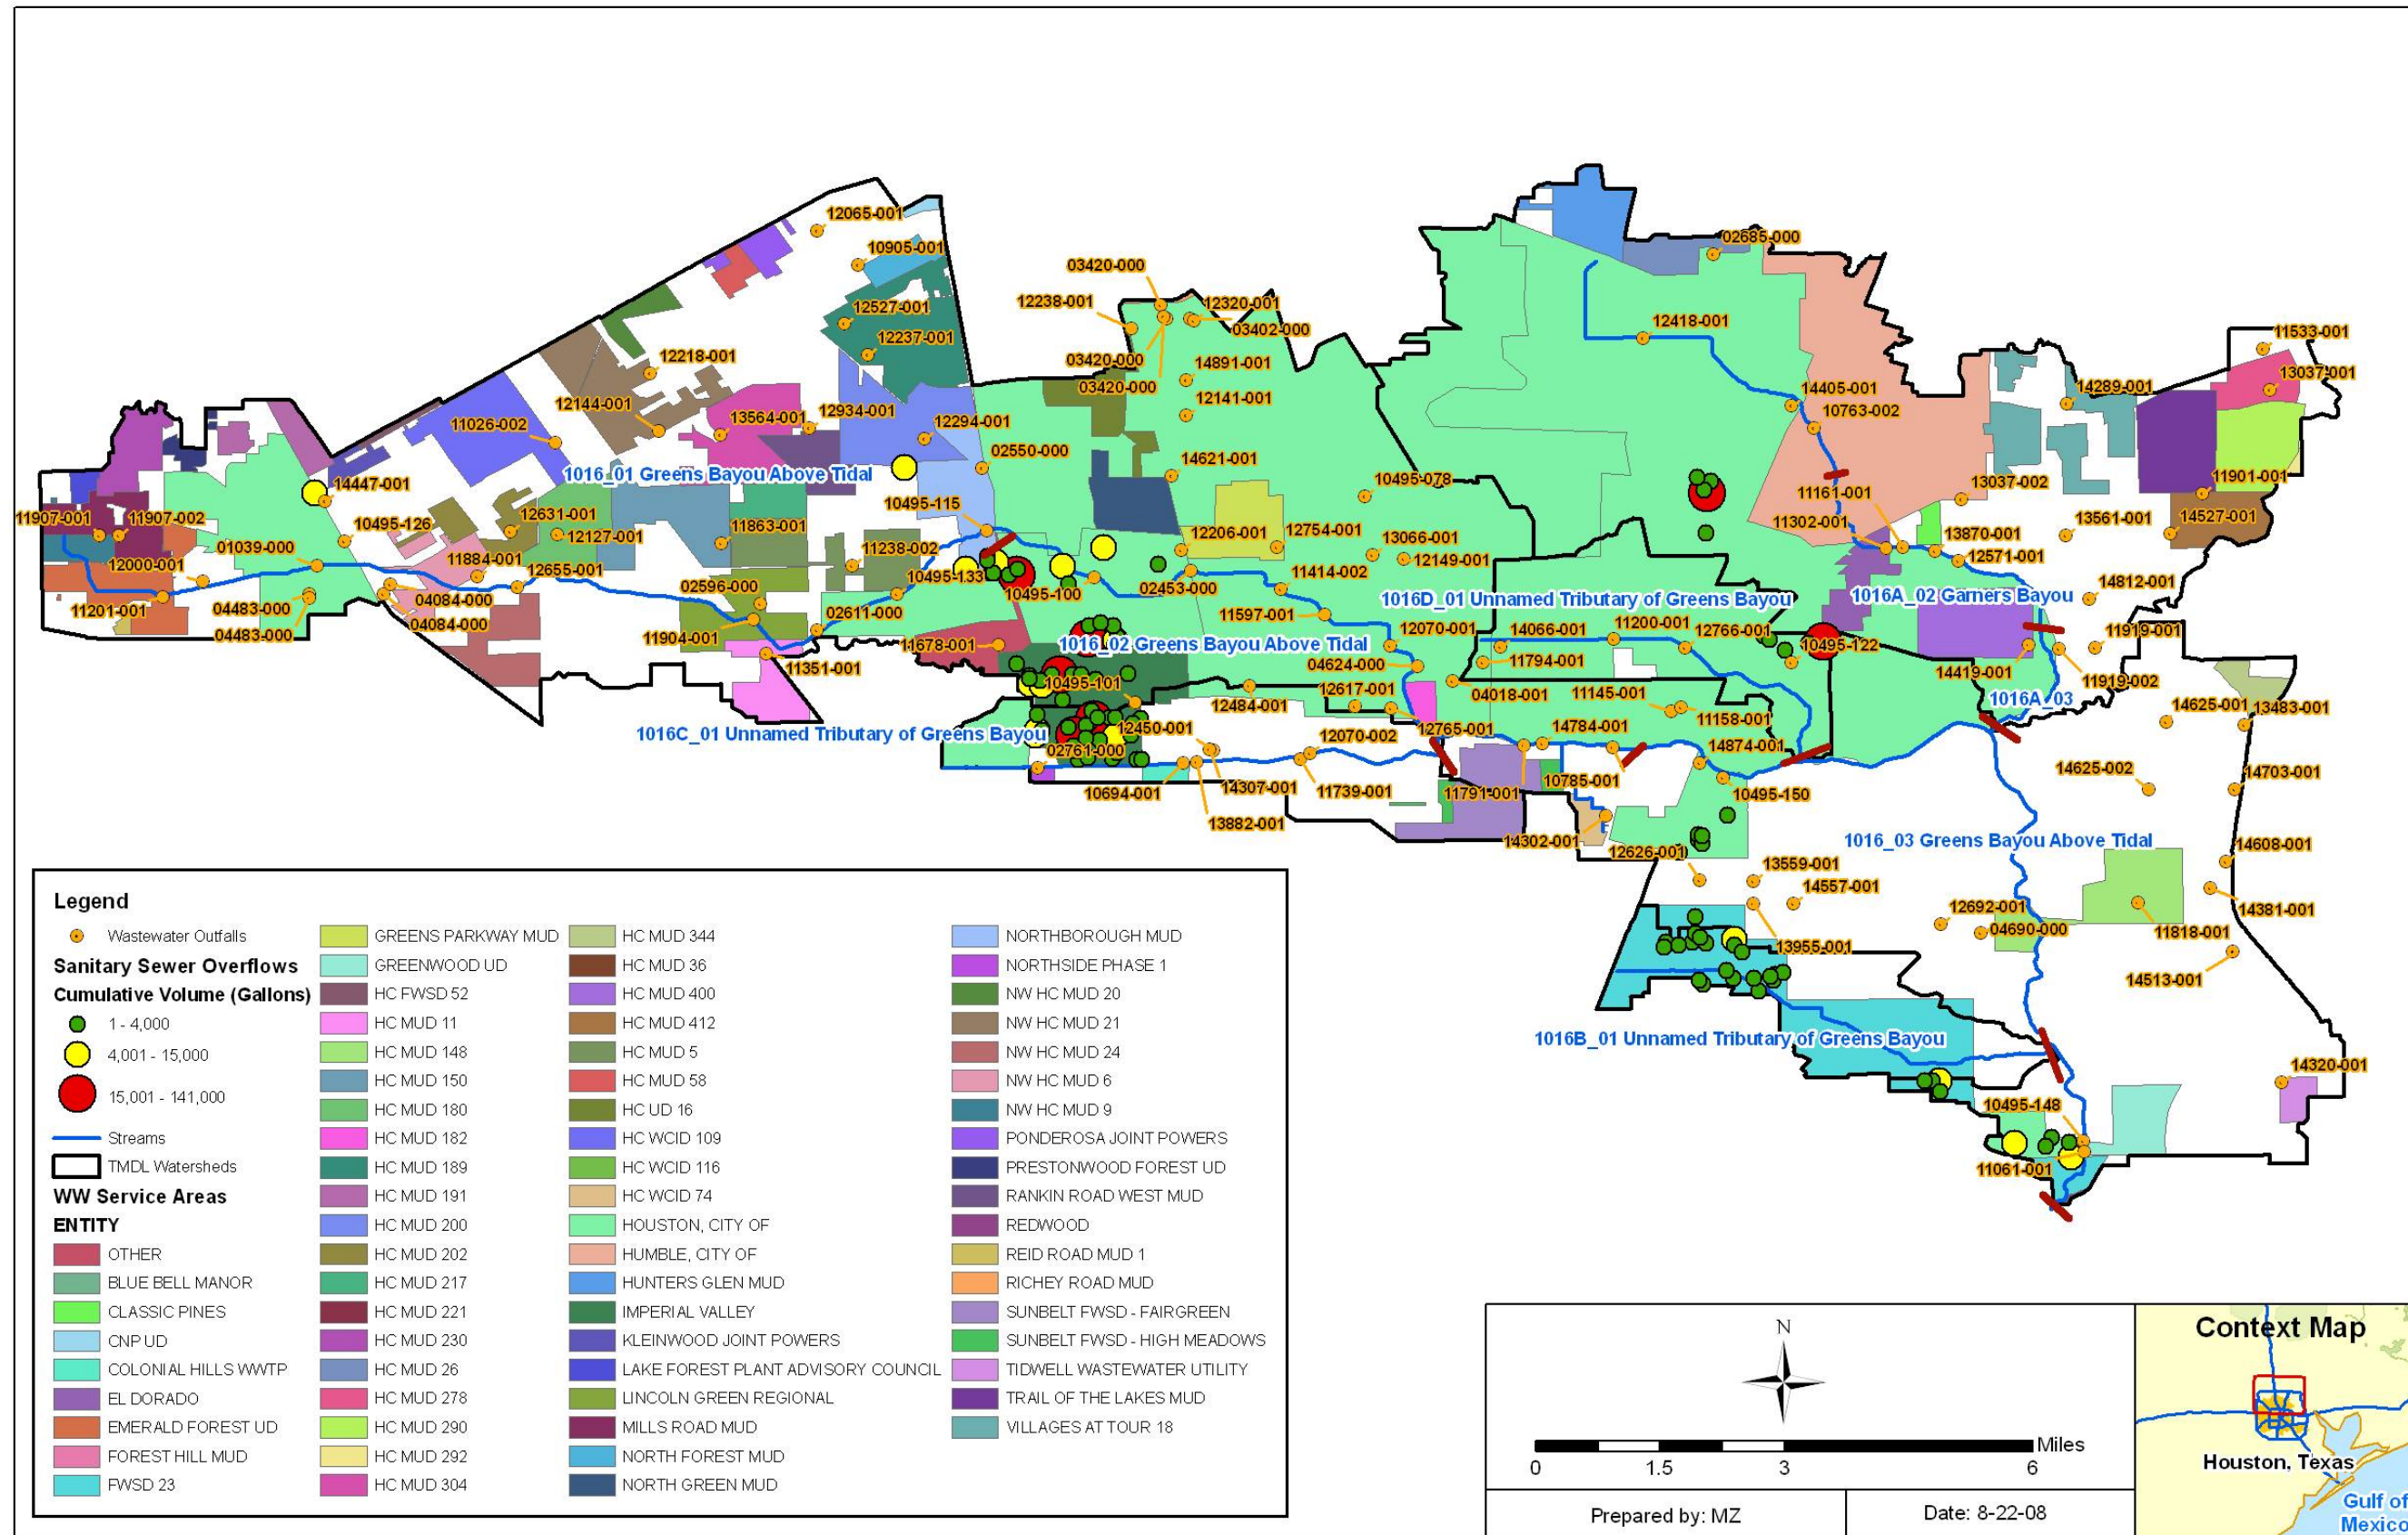 12065-001
10905-001
03420-000
02685-000
12238-001
12320-001
12527-001
03402-000
12418-001
11533-001
12237-001
12218-001
03420-000
14891-001
13037-001
03420-000
14405-001
14289-001
12144-001
12141-001
13564-001
12934-001
10763-002
11026-002
12294-001
02550-000
14621-001
1016_01 Greens Bayou Above Tidal
10495-078
11901-001
14447-001
13037-002
11161-001
10495-115
11907-001
11907-002
12631-001
11302-001
13561-001
14527-001
10495-126
11863-001
12206-001
12754-001
13066-001
13870-001
12127-001
01039-000
11238-002
12149-001
12571-001
12000-001
11884-001
12655-001
10495-133
11414-002
14812-001
02596-000
10495-100
02453-000
1016D_01 Unnamed Tributary of Greens Bayou
1016A_02 Garners Bayou
11201-001
04483-000
04084-000
02611-000
11597-001
04084-000
12070-001
14066-001
11200-001
12766-001
11919-001
04483-000
11904-001
11678-001
1016_02 Greens Bayou Above Tidal
10495-122
11351-001
04624-000
11794-001
14419-001
11919-002
10495-101
12617-001
04018-001
11145-001
1016A_03
12484-001
14625-001
13483-001
11158-001
1016C_01 Unnamed Tributary of Greens Bayou
12450-001
12070-002
12765-001
14784-001
14874-001
02761-000
14625-002
14703-001
10694-001
14307-001
11739-001
11791-001
10785-001
10495-150
13882-001
14302-001
12626-001
1016_03 Greens Bayou Above Tidal
14608-001
13559-001
14557-001
12692-001
14381-001
04690-000
11818-001
13955-001
14513-001
1016B_01 Unnamed Tributary of Greens Bayou
14320-001
10495-148
11061-001
Legend
Wastewater Outfalls
Sanitary Sewer Overflows
Cumulative Volume (Gallons)
1 - 4,000
4,001 - 15,000
15,001 - 141,000
Streams
TMDL Watersheds
WW Service Areas
ENTITY
OTHER
BLUE BELL MANOR
CLASSIC PINES
CNP UD
COLONIAL HILLS WWTP
EL DORADO
EMERALD FOREST UD
FOREST HILL MUD
FWSD 23
GREENS PARKWAY MUD
GREENWOOD UD
HC FWSD 52
HC MUD 11
HC MUD 148
HC MUD 150
HC MUD 180
HC MUD 182
HC MUD 189
HC MUD 191
HC MUD 200
HC MUD 202
HC MUD 217
HC MUD 221
HC MUD 230
HC MUD 26
HC MUD 278
HC MUD 290
HC MUD 292
HC MUD 304
HC MUD 344
HC MUD 36
HC MUD 400
HC MUD 412
HC MUD 5
HC MUD 58
HC UD 16
HC WCID 109
HC WCID 116
HC WCID 74
HOUSTON, CITY OF
HUMBLE, CITY OF
HUNTERS GLEN MUD
IMPERIAL VALLEY
KLEINWOOD JOINT POWERS
LAKE FOREST PLANT ADVISORY COUNCIL
LINCOLN GREEN REGIONAL
MILLS ROAD MUD
NORTH FOREST MUD
NORTH GREEN MUD
NORTHBOROUGH MUD
NORTHSIDE PHASE 1
NW HC MUD 20
NW HC MUD 21
NW HC MUD 24
NW HC MUD 6
NW HC MUD 9
PONDEROSA JOINT POWERS
PRESTONWOOD FOREST UD
RANKIN ROAD WEST MUD
REDWOOD
REID ROAD MUD 1
RICHEY ROAD MUD
SUNBELT FWSD - FAIRGREEN
SUNBELT FWSD - HIGH MEADOWS
TIDWELL WASTEWATER UTILITY
TRAIL OF THE LAKES MUD
VILLAGES AT TOUR 18
N
Miles
0 1.5 3 6
Prepared by: MZ
Date: 8-22-08
Context Map
Houston, Texas
Gulf of
Mexico